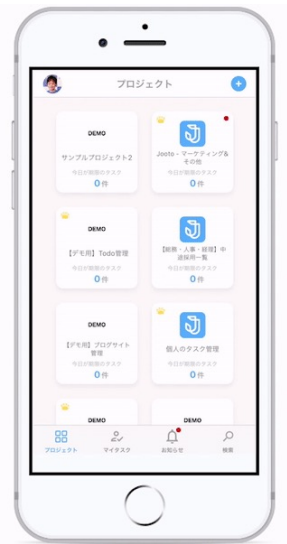 プロジェクト
DEMO
サンプルプロジェクト2
今日が期限のタスク
0件
Joota - マーケティング&
その他
今日が期限のタスク
0件
DEMO
【デモ用】Todo管理
今日が期限のタスク
0件
【総務・人事・経理】中
途採用一覧
今日が期限のタスク
0件
DEMO
【デモ用】ブログサイト
管理
今日が期限のタスク
0件
個人のタスク管理
今日が期限のタスク
0件
DEMO
DEMO
プロジェクト
マイタスク
お知らせ
検索